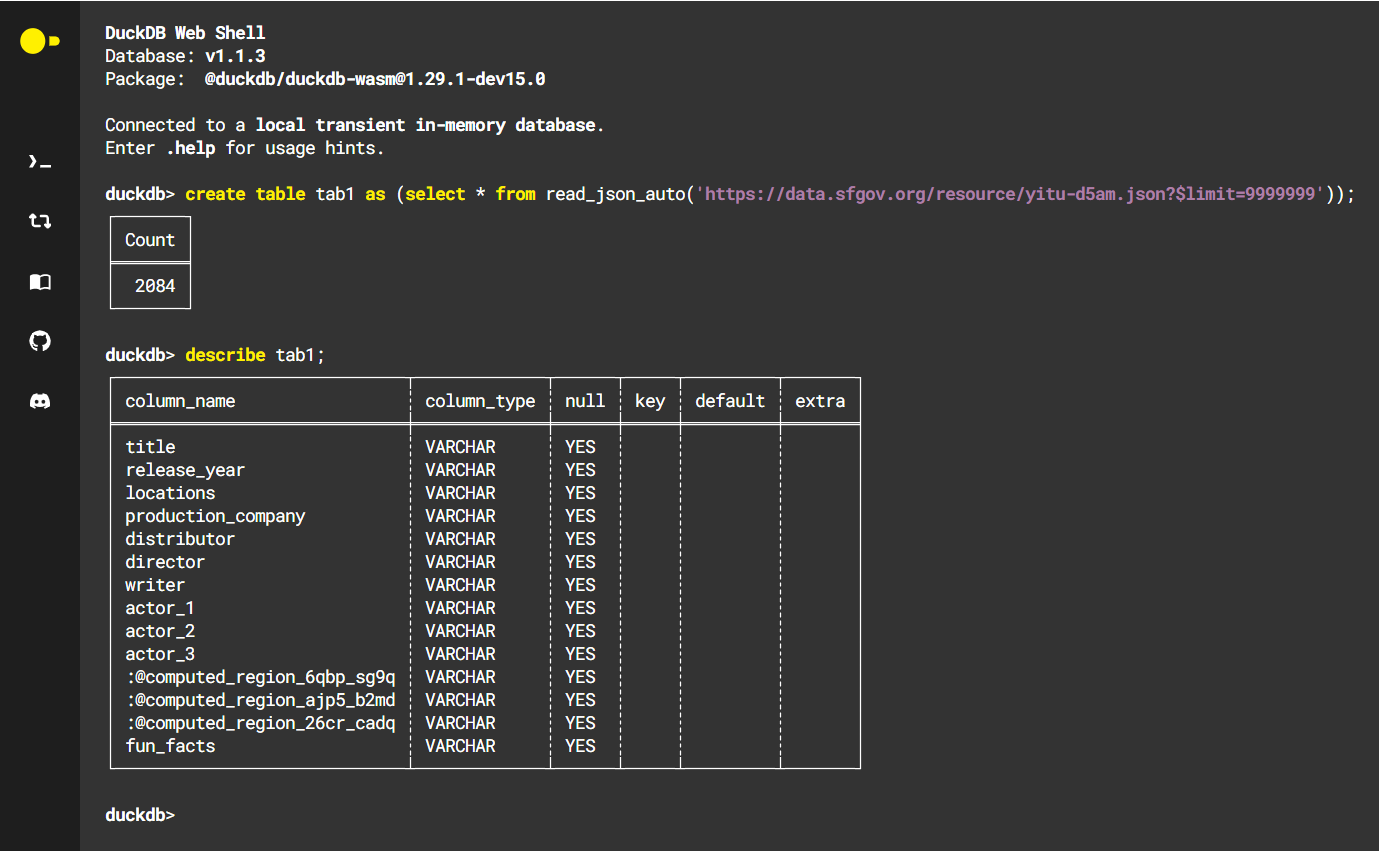 DuckDB Web Shell
Database: v1.1.3
Package:  @duckdb/duckdb-wasm@1.29.1-dev15.0
Connected to a local transient in-memory database.
Enter .help for usage hints.
duckdb> create table tab1 as (select * from read_json_auto('https://data.sfgov.org/resource/yitu-d5am.json?$limit=9999999'));
Count
2084
duckdb> describe tab1;
column_name column_type null key default extra
title VARCHAR YES
release_year VARCHAR YES
locations VARCHAR YES
production_company VARCHAR YES
distributor VARCHAR YES
director VARCHAR YES
writer VARCHAR YES
actor_1 VARCHAR YES
actor_2 VARCHAR YES
actor_3 VARCHAR YES
:@computed_region_6qbp_sg9q VARCHAR YES
:@computed_region_ajp5_b2md VARCHAR YES
:@computed_region_26cr_cadq VARCHAR YES
fun_facts VARCHAR YES
duckdb>